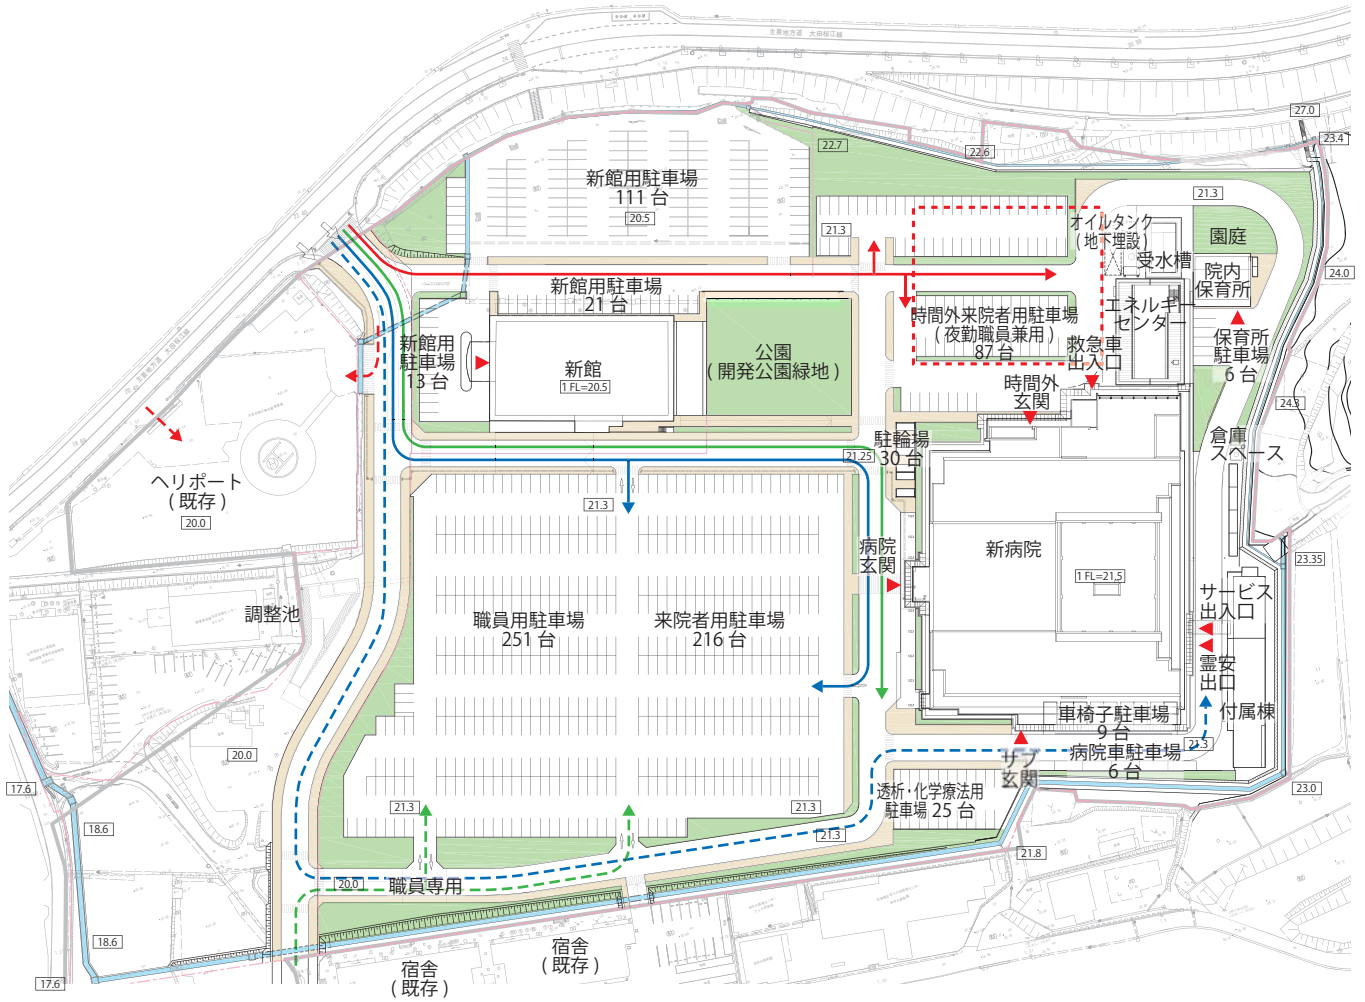 主要地方道 大田桜江線
27.0
23.4
22.7
22.6
新館用駐車場
111 台
20.5
21.3
21.3
オイルタンク
( 地下埋設 )
受水槽
園庭
院内
保育所
24.0
新館用駐車場
21 台
エネルギー
センター
時間外来院者用駐車場
( 夜勤職員兼用 )
87 台
救急車
出入口
保育所
駐車場
6 台
新館用
駐車場
13 台
新館
1 FL=20.5
公園
( 開発公園緑地 )
時間外
玄関
24.3
駐輪場
30 台
21.25
倉庫
スペース
ヘリポート
( 既存 )
20.0
21.3
病院
玄関
新病院
1 FL=21.5
23.35
調整池
職員用駐車場
251 台
来院者用駐車場
216 台
サービス
出入口
霊安
出口
付属棟
車椅子駐車場
9 台
21.3
病院車駐車場
6 台
サブ
玄関
20.0
17.6
18.6
21.3
21.3
透析・化学療法用
駐車場 25 台
23.0
21.3
21.8
20.0
職員専用
18.6
17.6
宿舎
( 既存 )
宿舎
( 既存 )